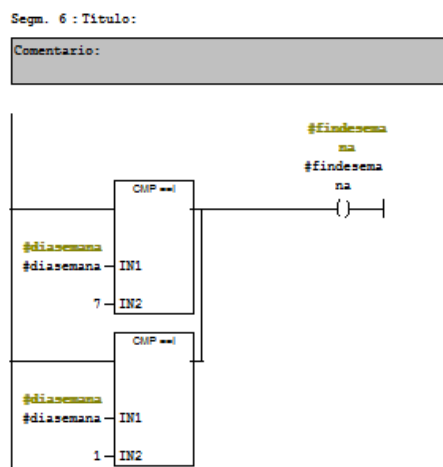 Segm. 6 : Título:
Comentario:
#findesema
na
#findesema
na
( )
CMP ==I
#diasemana
#diasemana IN1
7 IN2
CMP ==I
#diasemana
#diasemana IN1
1 IN2